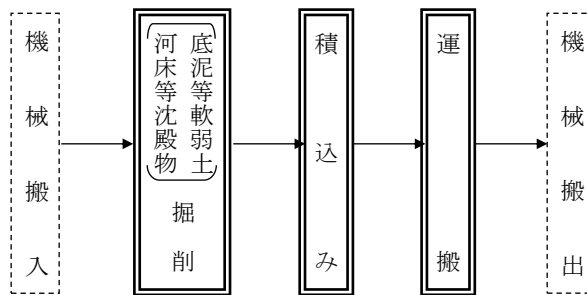 機械搬入
底泥等軟弱土
河床等沈殿物
掘削
積込み
運搬
機械搬出